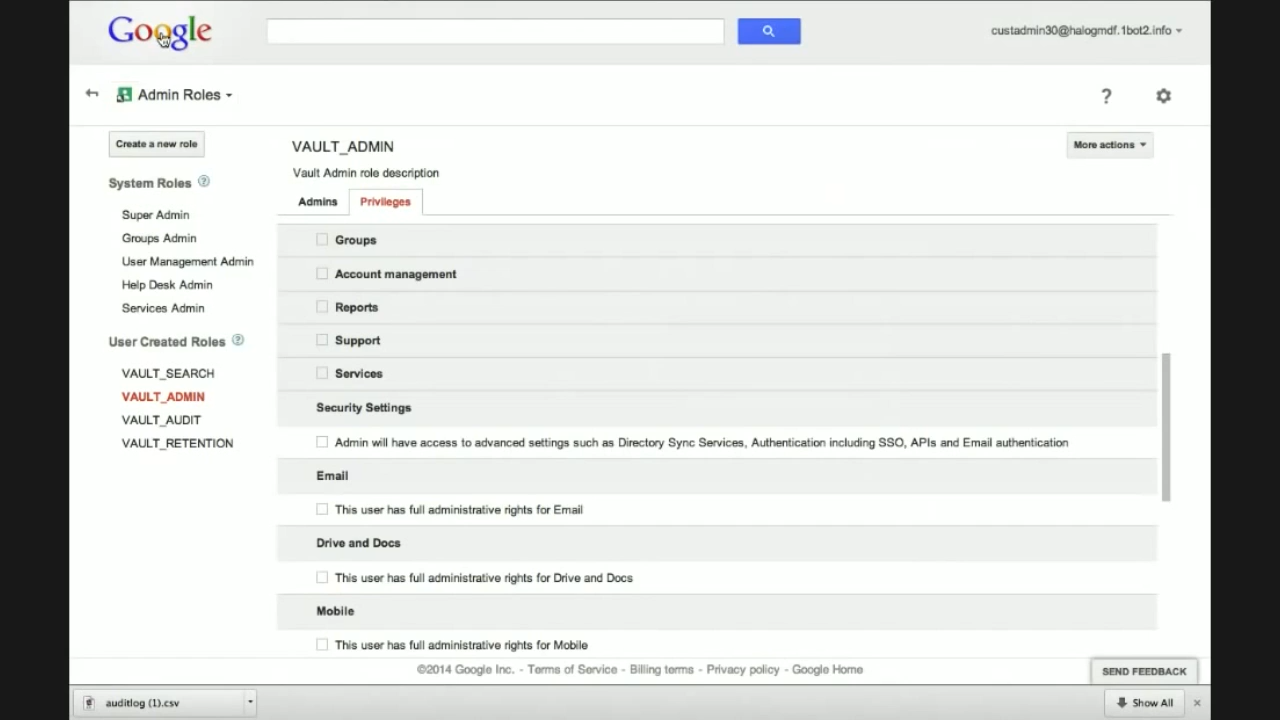 Google
custadmin30@halogmdf.1bot2.info
Admin Roles
?
Create a new role
System Roles ?
Super Admin
Groups Admin
User Management Admin
Help Desk Admin
Services Admin
User Created Roles ?
VAULT_SEARCH
VAULT_ADMIN
VAULT_AUDIT
VAULT_RETENTION
VAULT_ADMIN
More actions
Vault Admin role description
Admins Privileges
Groups
Account management
Reports
Support
Services
Security Settings
Admin will have access to advanced settings such as Directory Sync Services, Authentication including SSO, APIs and Email authentication
Email
This user has full administrative rights for Email
Drive and Docs
This user has full administrative rights for Drive and Docs
Mobile
This user has full administrative rights for Mobile
©2014 Google Inc. - Terms of Service - Billing terms - Privacy policy - Google Home
SEND FEEDBACK
auditlog (1).csv
Show All